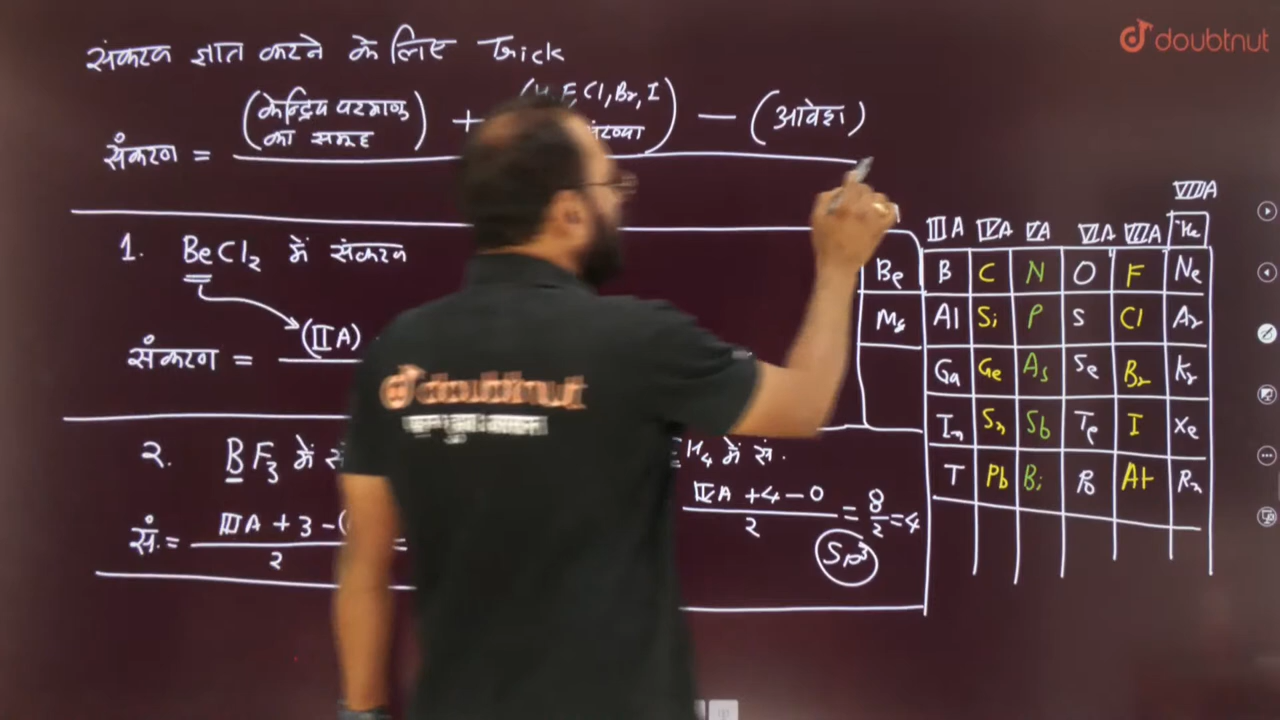 doubtnut
संकरण ज्ञात करने के लिए Trick
संकरण = (केन्द्रिय परमाणु का समूह) + F, Cl, Br, I संख्या) - (आवेश)
1. BeCl2 में संकरण
(IIA)
संकरण =
2. BF3 में
सं. = IIIA + 3 - (
2
=
H4 में सं.
IVA + 4 - 0
2
= 8/2 = 4
Sp3
VIIIA
IIIA IVA VA VIA VIIA He
Be B C N O F Ne
Mg Al Si P S Cl Ar
Ga Ge As Se Br Kr
In Sn Sb Te I Xe
T Pb Bi Po At Rn
doubtnut